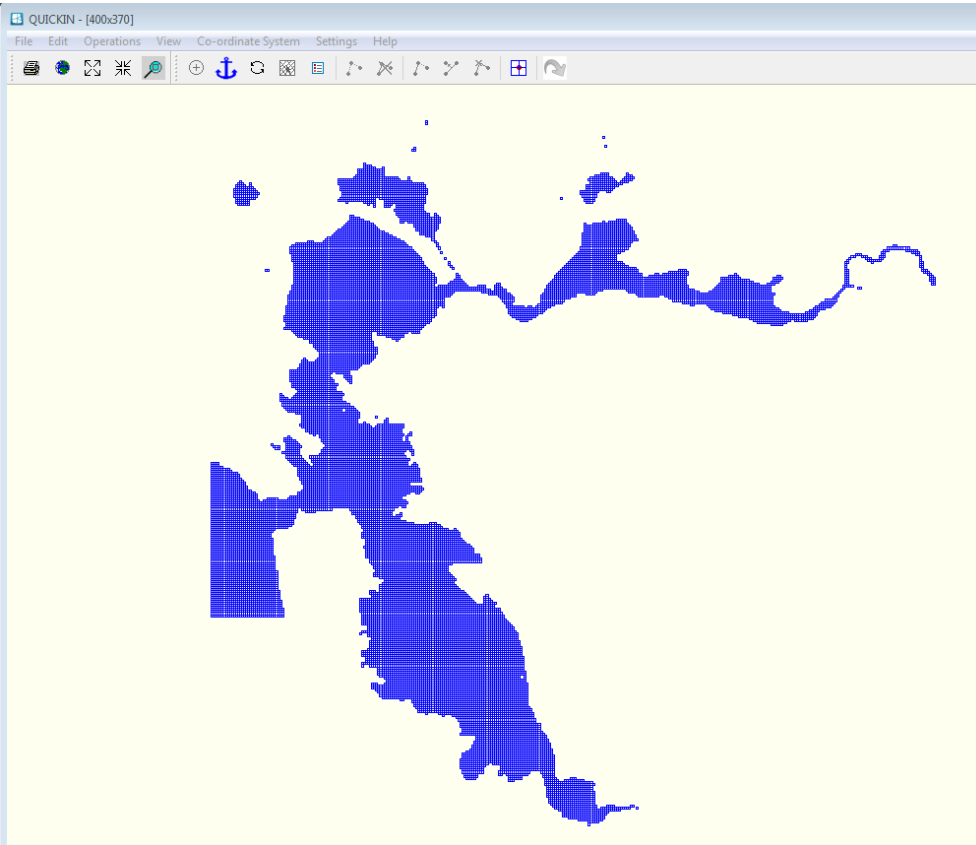 QUICKIN - [400x370]
File Edit Operations View Co-ordinate System Settings Help